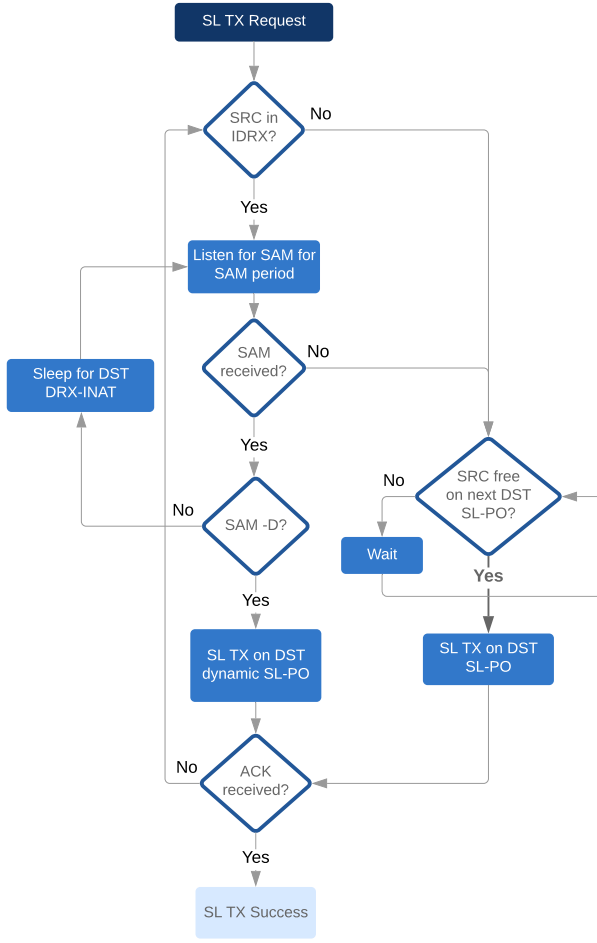 SL TX Request
SRC in
IDRX?
No
Yes
Listen for SAM for
SAM period
SAM
received?
No
Sleep for DST
DRX-INAT
Yes
SRC free
on next DST
SL-PO?
No
SAM -D?
No
Wait
Yes
Yes
SL TX on DST
dynamic SL-PO
SL TX on DST
SL-PO
ACK
received?
No
Yes
SL TX Success